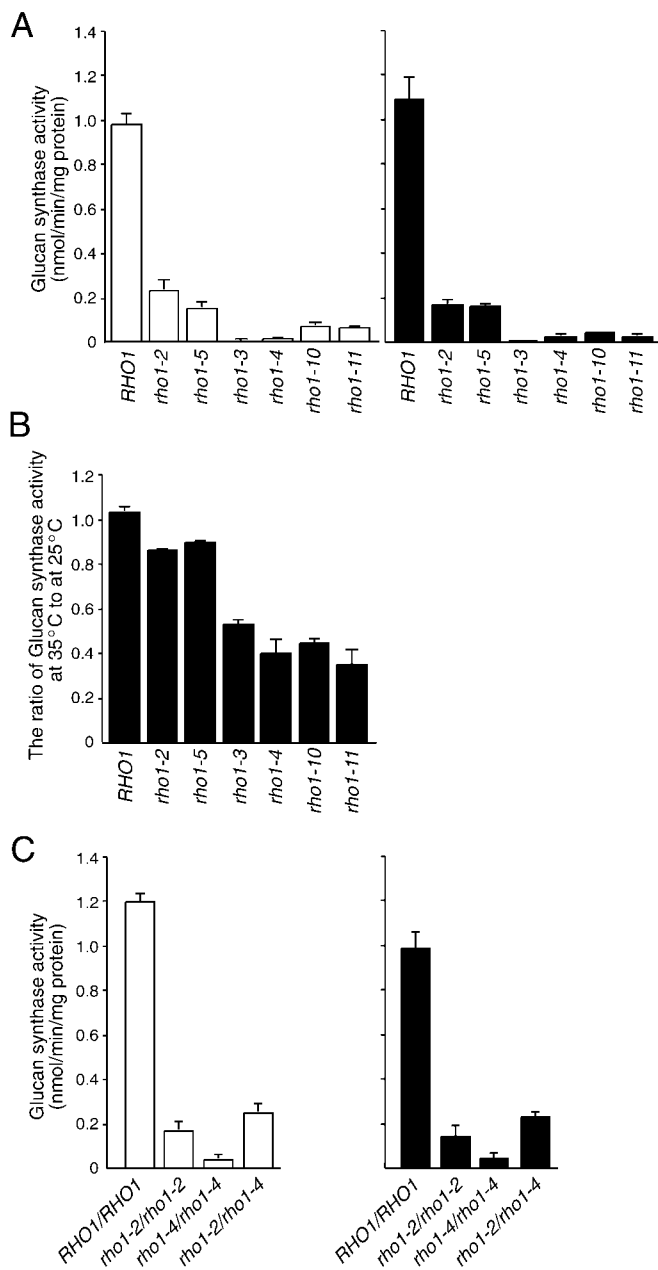 A
Glucan synthase activity
(nmol/min/mg protein)
1.4
1.2
1.0
0.8
0.6
0.4
0.2
0
RHO1
rho1-2
rho1-5
rho1-3
rho1-4
rho1-10
rho1-11
RHO1
rho1-2
rho1-5
rho1-3
rho1-4
rho1-10
rho1-11
B
The ratio of Glucan synthase activity
at 35°C to at 25°C
1.2
1.0
0.8
0.6
0.4
0.2
0
RHO1
rho1-2
rho1-5
rho1-3
rho1-4
rho1-10
rho1-11
C
Glucan synthase activity
(nmol/min/mg protein)
1.4
1.2
1.0
0.8
0.6
0.4
0.2
0
RHO1/RHO1
rho1-2/rho1-2
rho1-4/rho1-4
rho1-2/rho1-4
RHO1/RHO1
rho1-2/rho1-2
rho1-4/rho1-4
rho1-2/rho1-4